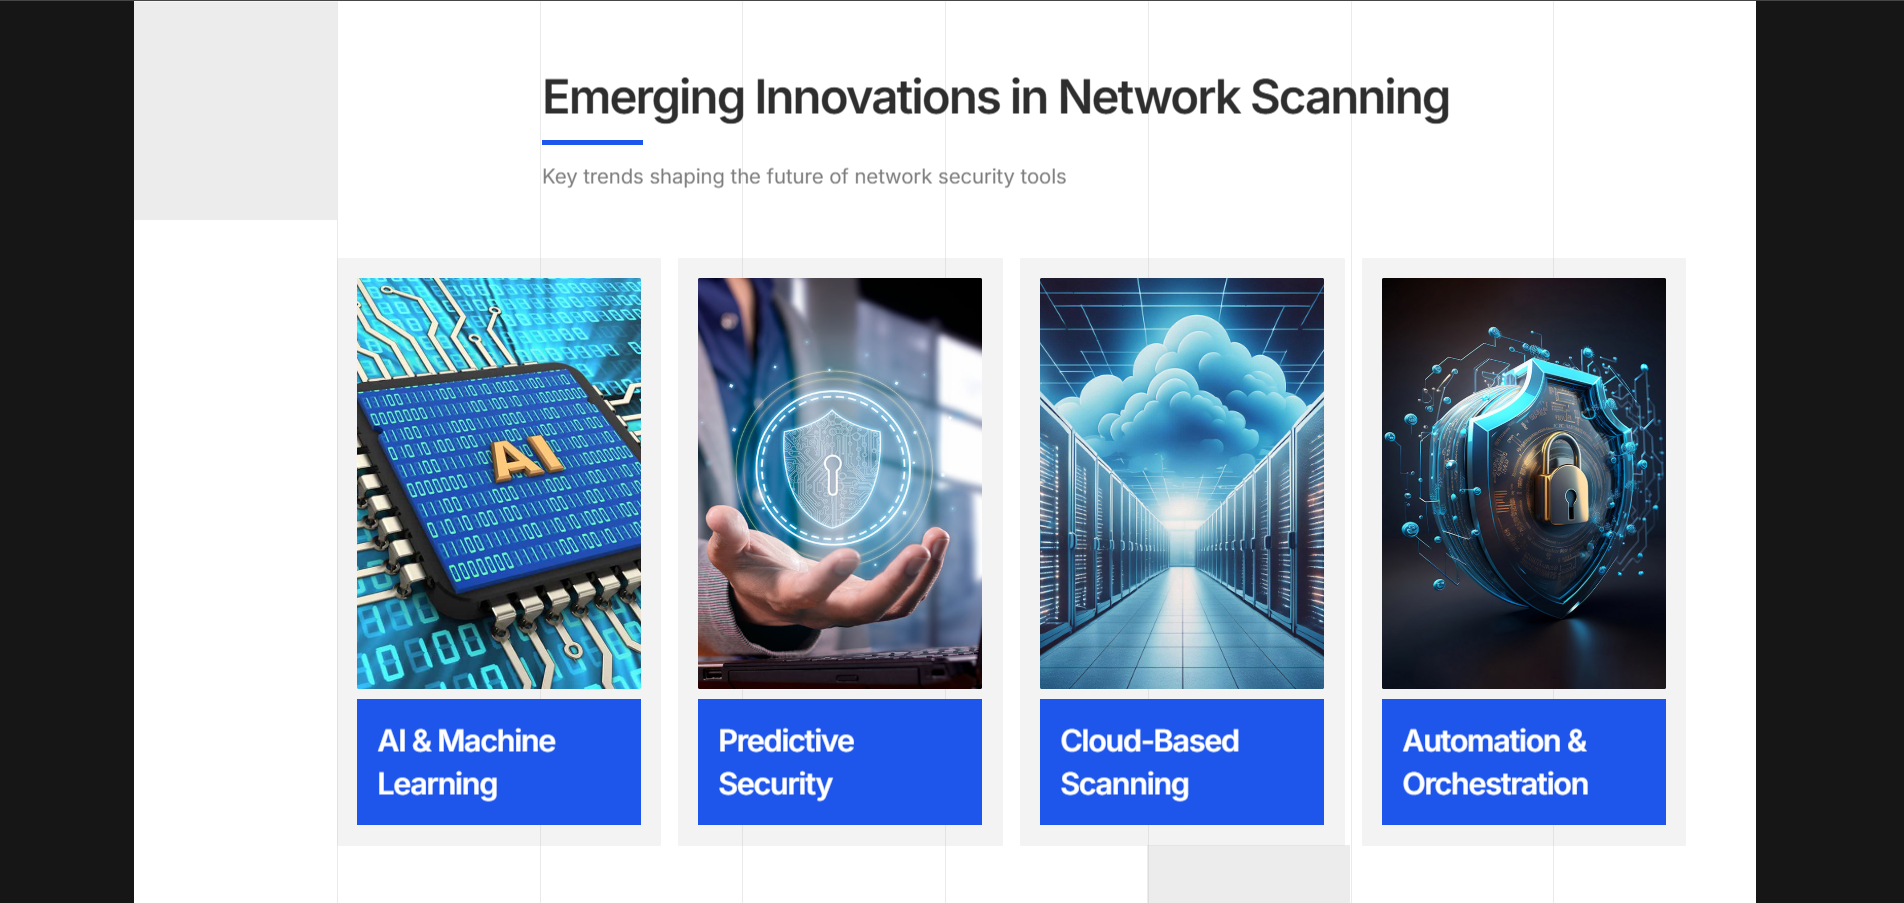 Emerging Innovations in Network Scanning
Key trends shaping the future of network security tools
AI
AI & Machine
Learning
Predictive
Security
Cloud-Based
Scanning
Automation &
Orchestration